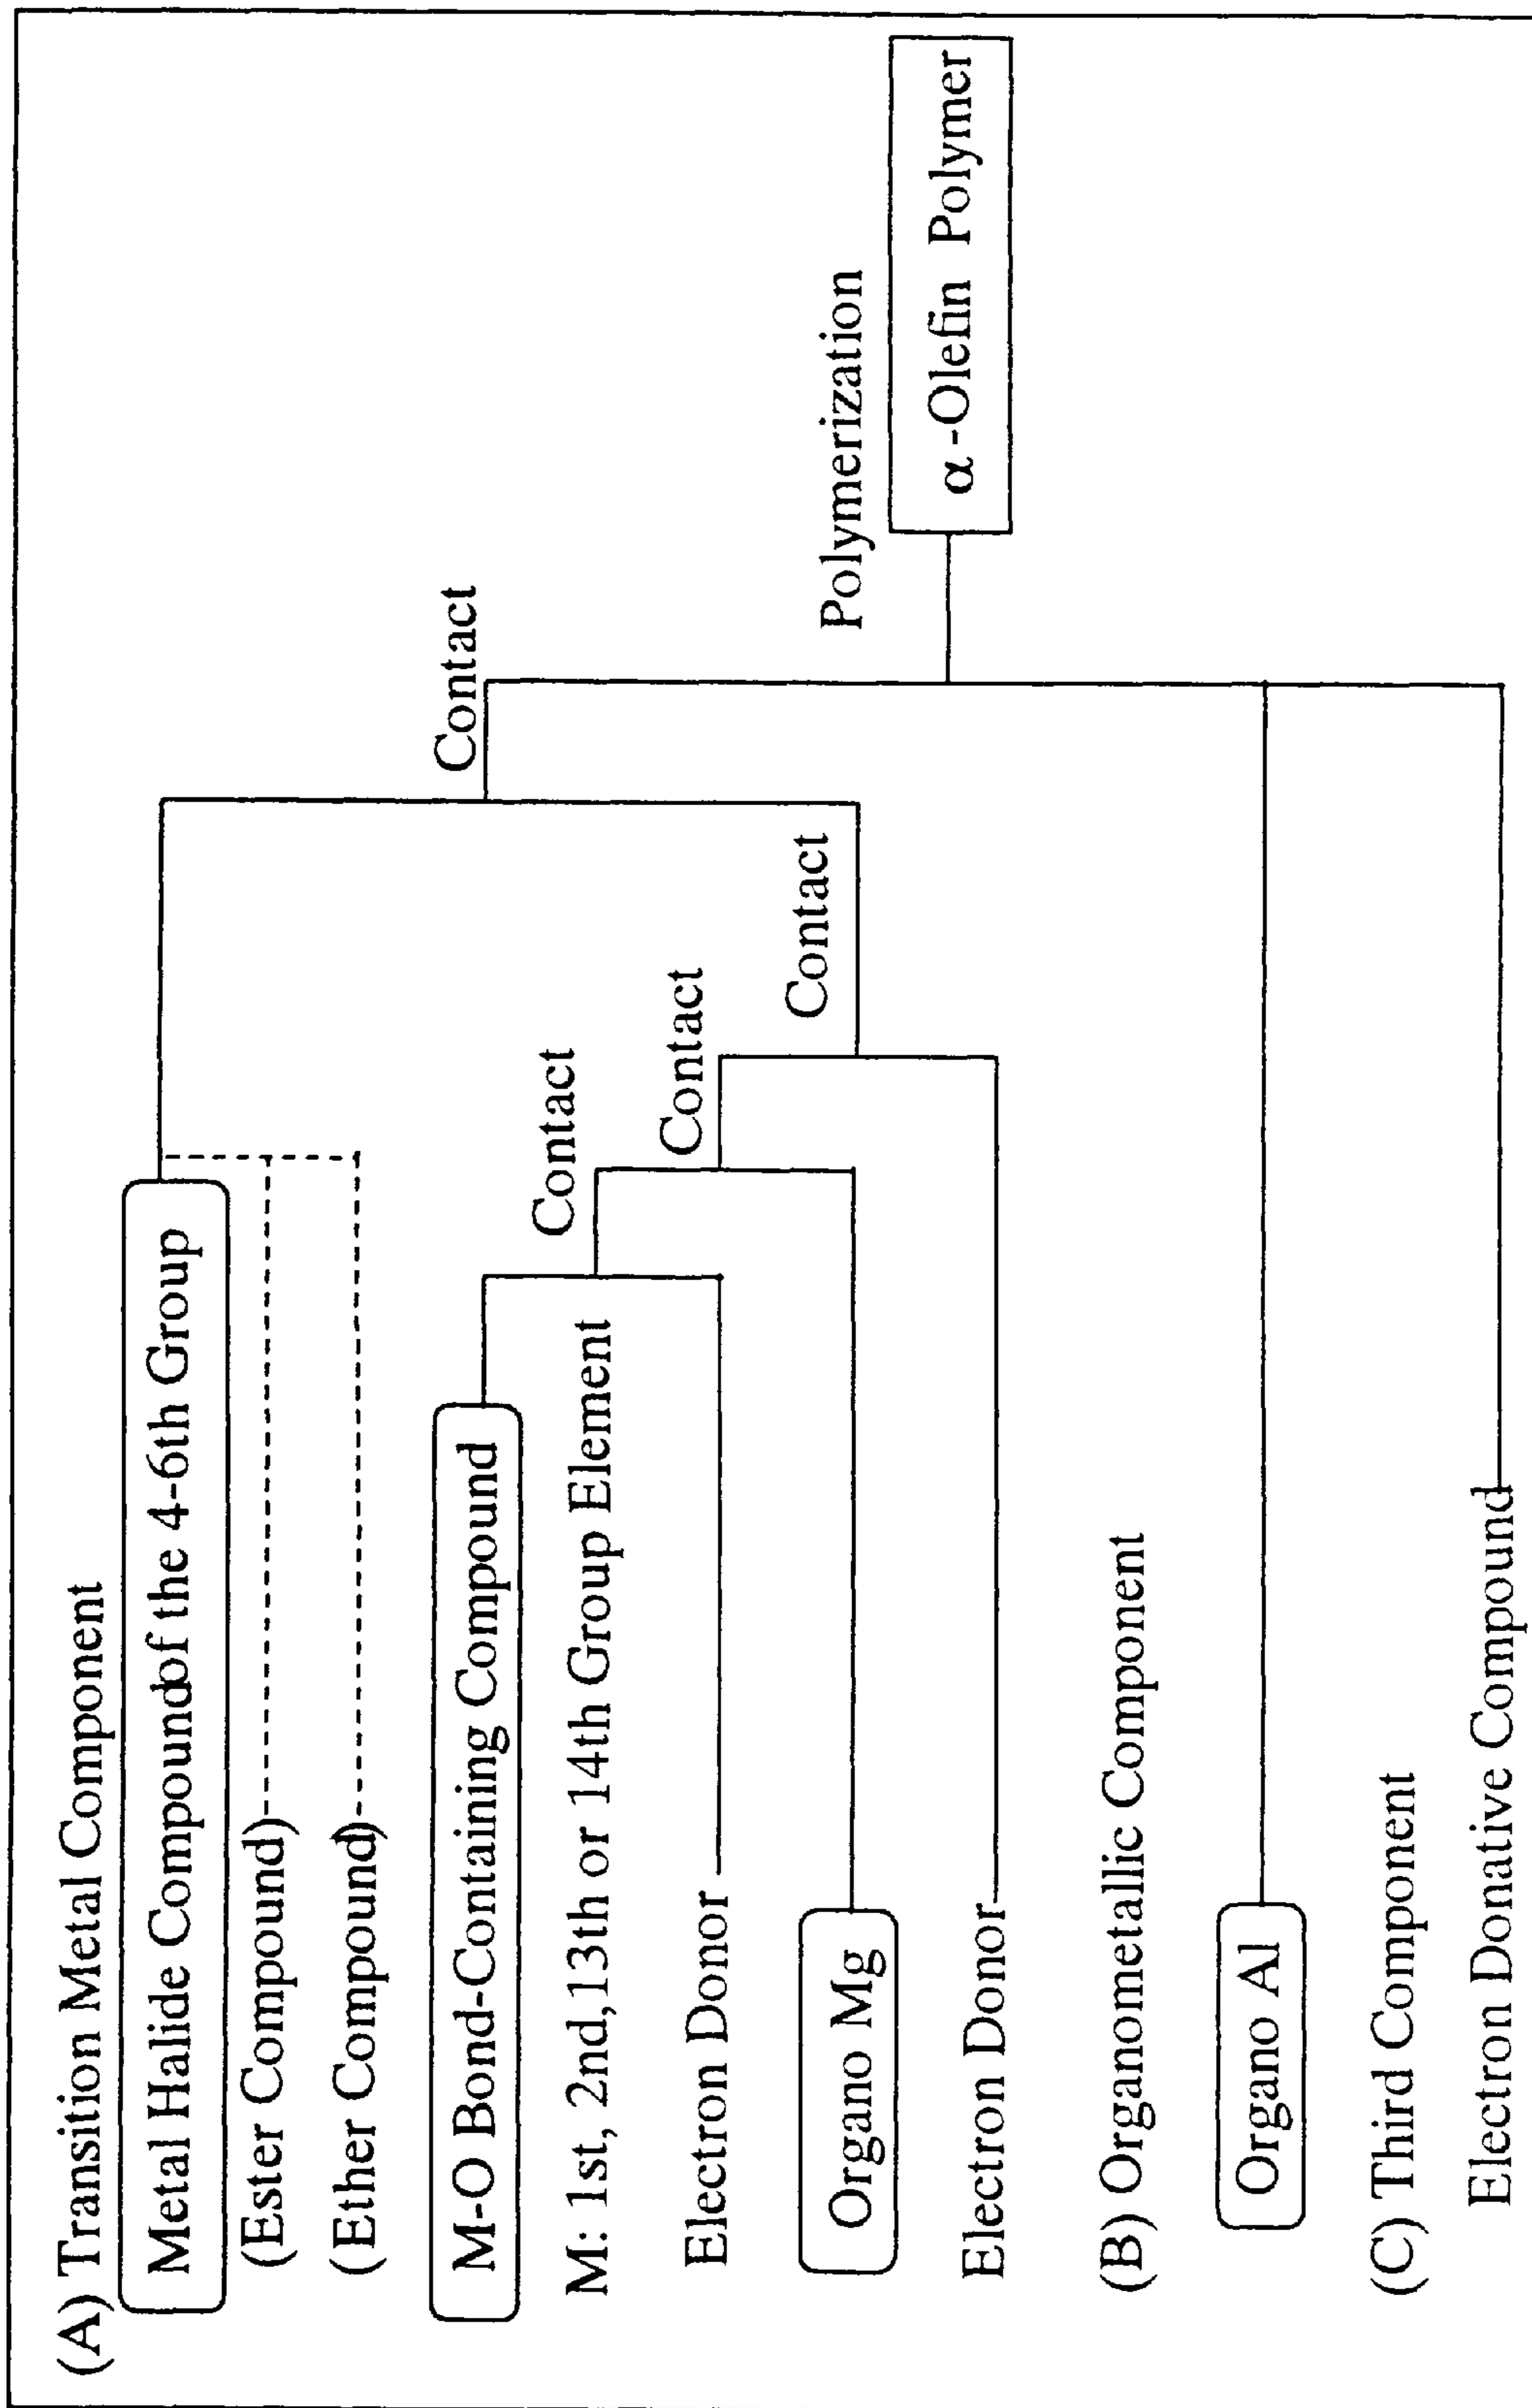 (A) Transition Metal Component
Metal Halide Compound of the 4-6th Group
(Ester Compound)
(Ether Compound)
M-O Bond-Containing Compound
M: 1st, 2nd,13th or 14th Group Element
Electron Donor
Organo Mg
Electron Donor
(B) Organometallic Component
Organo Al
(C) Third Component
Electron Donative Compound
Contact
Contact
Contact
Contact
Polymerization
α-Olefin Polymer